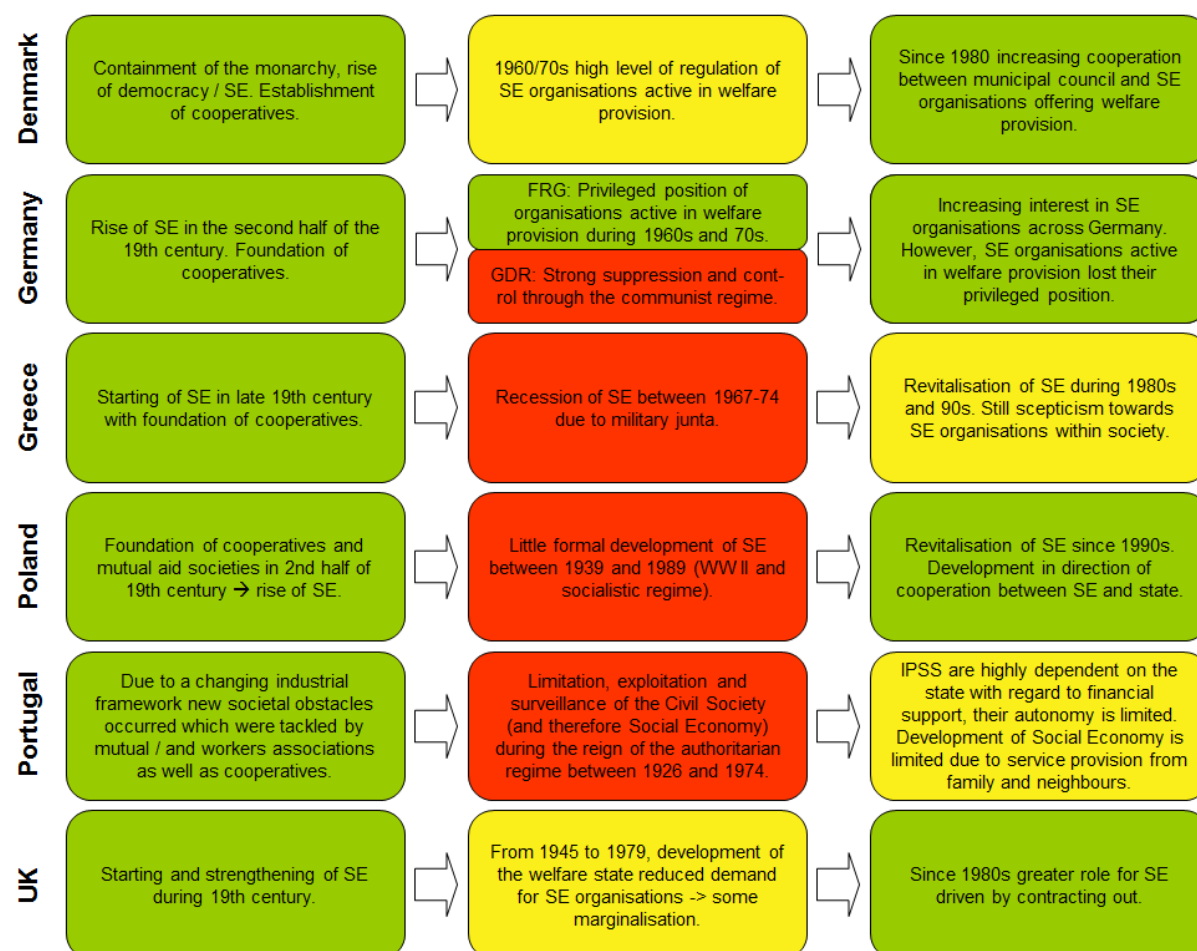 Denmark
Containment of the monarchy, rise
of democracy / SE. Establishment
of cooperatives.
1960/70s high level of regulation of
SE organisations active in welfare
provision.
Since 1980 increasing cooperation
between municipal council and SE
organisations offering welfare
provision.
Germany
Rise of SE in the second half of the
19th century. Foundation of
cooperatives.
FRG: Privileged position of
organisations active in welfare
provision during 1960s and 70s.
GDR: Strong suppression and cont-
rol through the communist regime.
Increasing interest in SE
organisations across Germany.
However, SE organisations active
in welfare provision lost their
privileged position.
Greece
Starting of SE in late 19th century
with foundation of cooperatives.
Recession of SE between 1967-74
due to military junta.
Revitalisation of SE during 1980s
and 90s. Still scepticism towards
SE organisations within society.
Poland
Foundation of cooperatives and
mutual aid societies in 2nd half of
19th century → rise of SE.
Little formal development of SE
between 1939 and 1989 (WW II and
socialistic regime).
Revitalisation of SE since 1990s.
Development in direction of
cooperation between SE and state.
Portugal
Due to a changing industrial
framework new societal obstacles
occurred which were tackled by
mutual / and workers associations
as well as cooperatives.
Limitation, exploitation and
surveillance of the Civil Society
(and therefore Social Economy)
during the reign of the authoritarian
regime between 1926 and 1974.
IPSS are highly dependent on the
state with regard to financial
support, their autonomy is limited.
Development of Social Economy is
limited due to service provision from
family and neighbours.
UK
Starting and strengthening of SE
during 19th century.
From 1945 to 1979, development of
the welfare state reduced demand
for SE organisations -> some
marginalisation.
Since 1980s greater role for SE
driven by contracting out.